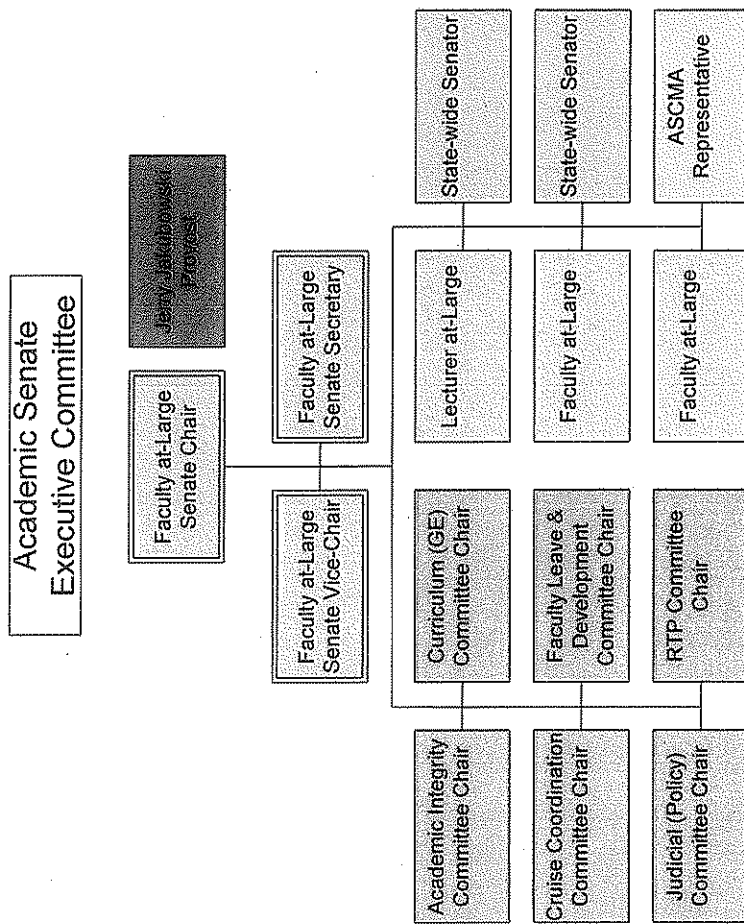 Academic Senate
Executive Committee
Faculty at-Large
Senate Chair
Jerry Jakubowski
Provost
Faculty at-Large
Senate Vice-Chair
Faculty at-Large
Senate Secretary
Academic Integrity
Committee Chair
Curriculum (GE)
Committee Chair
Lecturer at-Large
State-wide Senator
Cruise Coordination
Committee Chair
Faculty Leave &
Development
Committee Chair
Faculty at-Large
State-wide Senator
Judicial (Policy)
Committee Chair
RTP Committee
Chair
Faculty at-Large
ASCMA
Representative